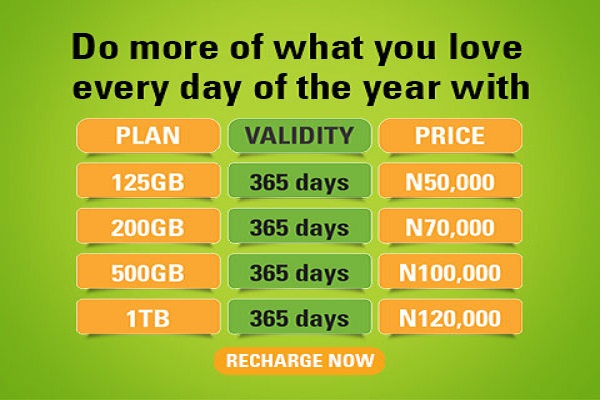 Do more of what you love
every day of the year with
PLAN VALIDITY PRICE
125GB 365 days N50,000
200GB 365 days N70,000
500GB 365 days N100,000
1TB 365 days N120,000
RECHARGE NOW